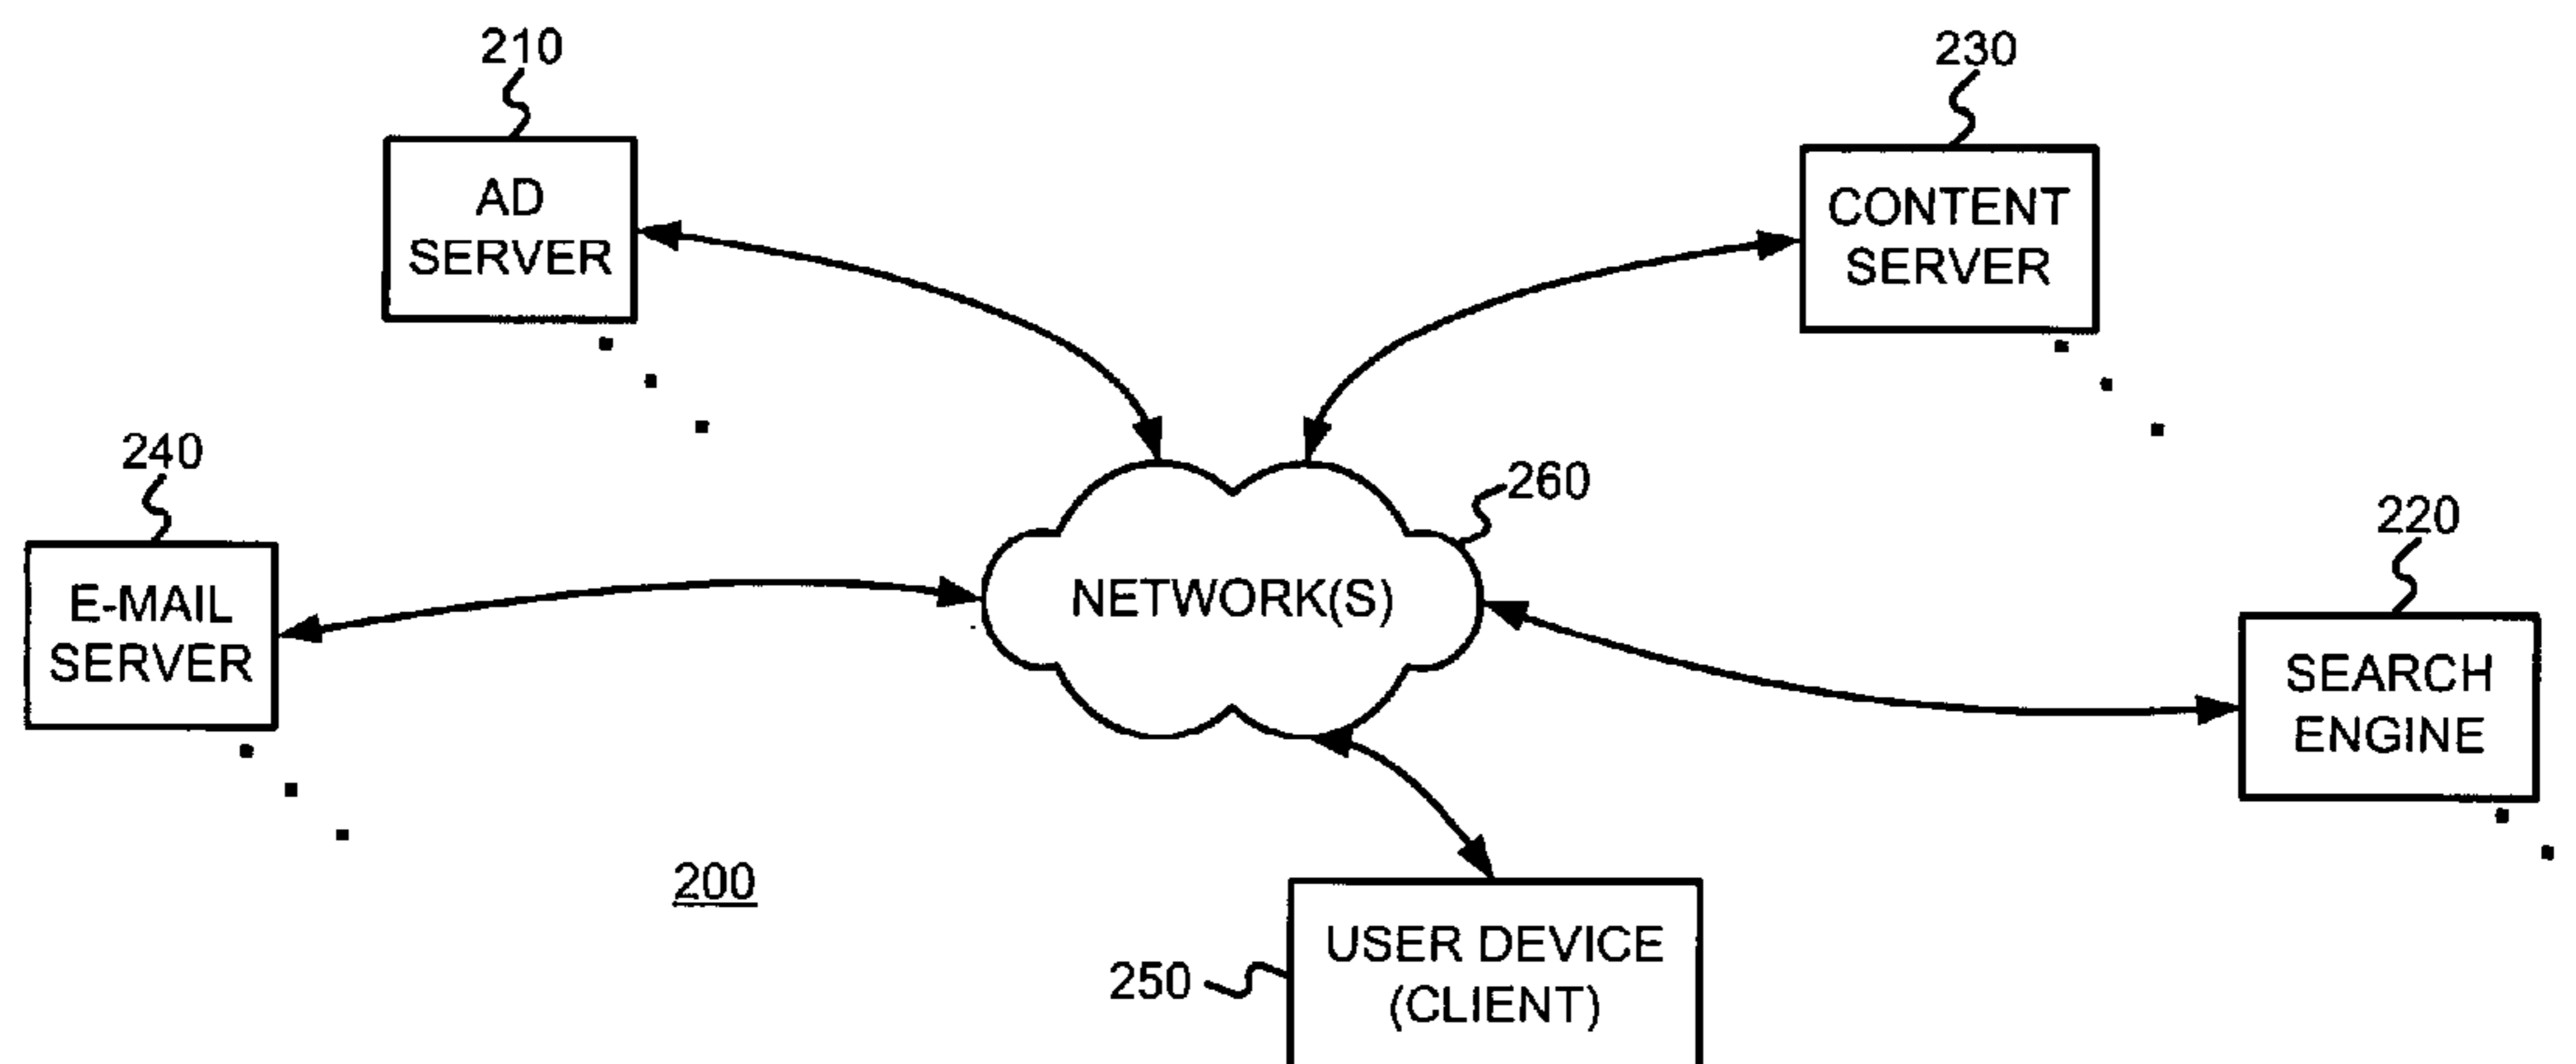 210
230
AD
SERVER
CONTENT
SERVER
240
260
220
E-MAIL
SERVER
NETWORK(S)
SEARCH
ENGINE
200
250
USER DEVICE
(CLIENT)